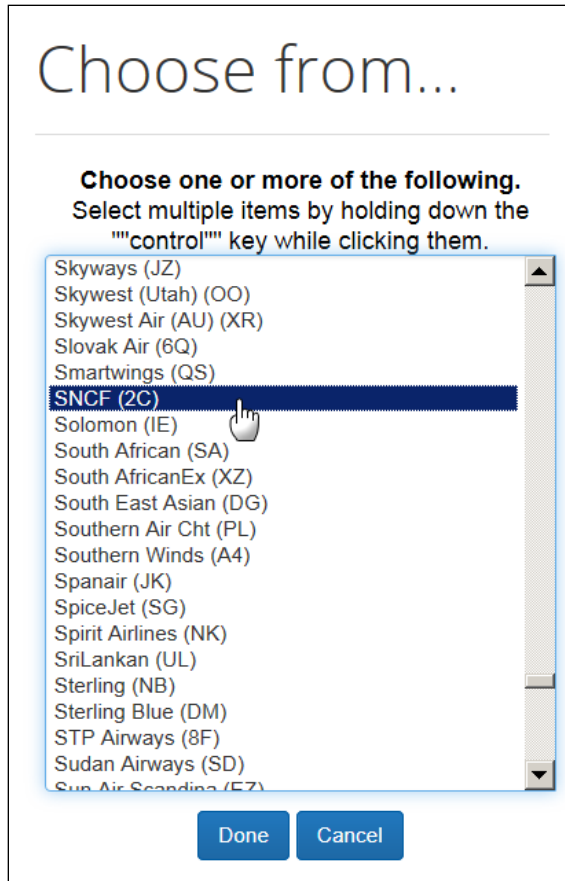 Choose from...
Choose one or more of the following.
Select multiple items by holding down the
""control"" key while clicking them.
Skyways (JZ)
Skywest (Utah) (OO)
Skywest Air (AU) (XR)
Slovak Air (6Q)
Smartwings (QS)
SNCF (2C)
Solomon (IE)
South African (SA)
South AfricanEx (XZ)
South East Asian (DG)
Southern Air Cht (PL)
Southern Winds (A4)
Spanair (JK)
SpiceJet (SG)
Spirit Airlines (NK)
SriLankan (UL)
Sterling (NB)
Sterling Blue (DM)
STP Airways (8F)
Sudan Airways (SD)
Sun Air Scandina (EZ)
Done Cancel